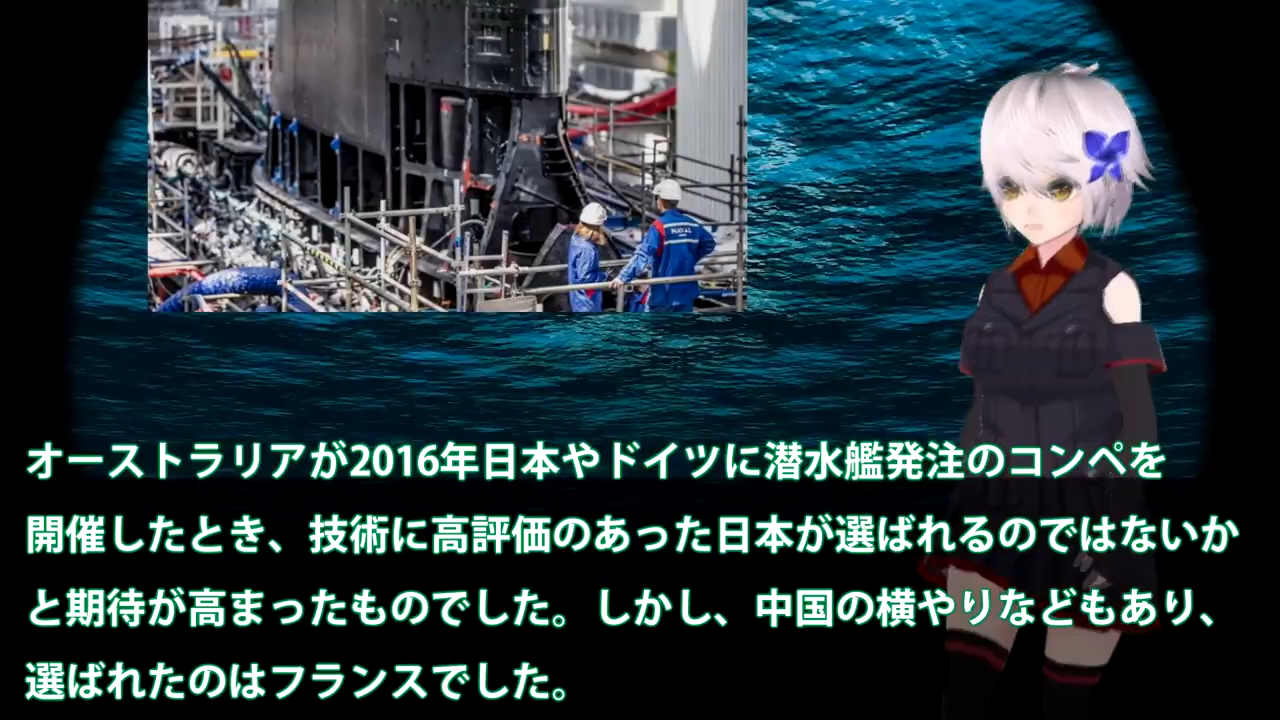 NAVAL
オーストラリアが2016年日本やドイツに潜水艦発注のコンペを
開催したとき、技術に高評価のあった日本が選ばれるのではないか
と期待が高まったものでした。しかし、中国の横やりなどもあり、
選ばれたのはフランスでした。